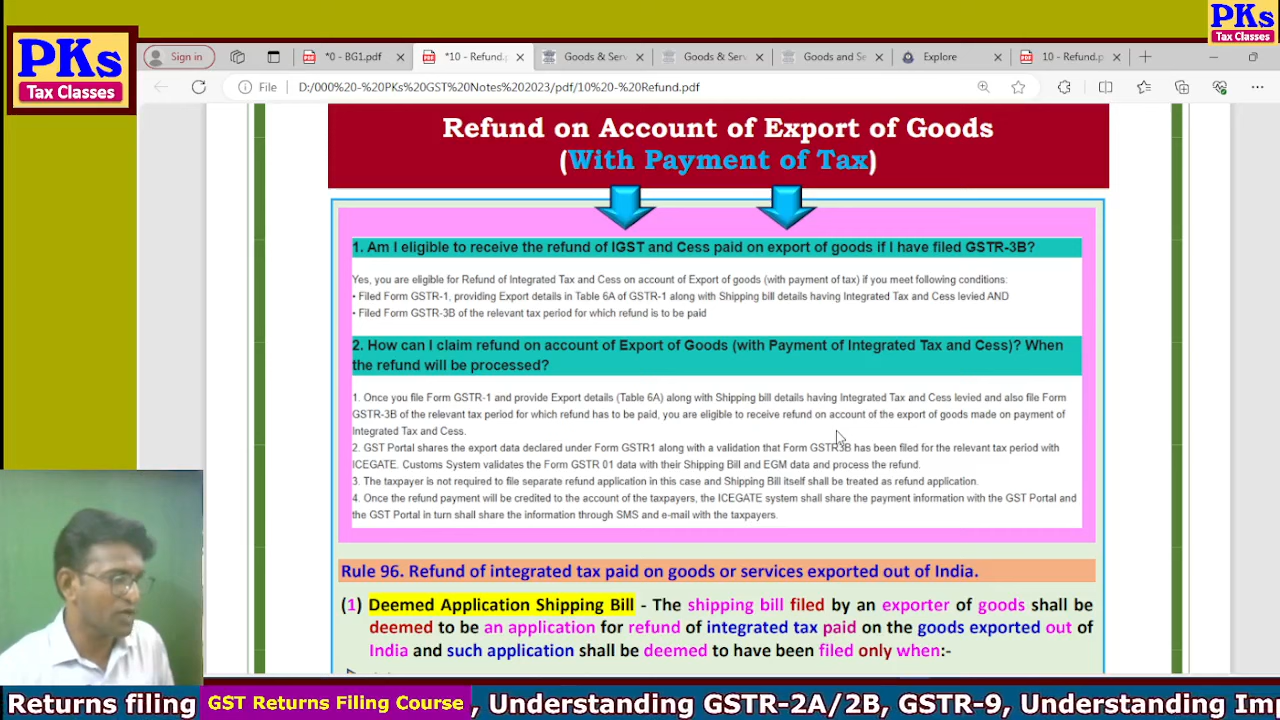 PKs
Tax Classes
PKs
Tax Classes
Sign in
*0 - BG1.pdf
*10 - Refund.
Goods & Serv
Goods & Serv
Goods and Se
Explore
10 - Refund.p
File
D:/000%20-%20PKs%20GST%20Notes%202023/pdf/10%20-%20Refund.pdf
Refund on Account of Export of Goods
(With Payment of Tax)
1. Am I eligible to receive the refund of IGST and Cess paid on export of goods if I have filed GSTR-3B?
Yes, you are eligible for Refund of Integrated Tax and Cess on account of Export of goods (with payment of tax) if you meet following conditions:
• Filed Form GSTR-1, providing Export details in Table 6A of GSTR-1 along with Shipping bill details having Integrated Tax and Cess levied AND
• Filed Form GSTR-3B of the relevant tax period for which refund is to be paid
2. How can I claim refund on account of Export of Goods (with Payment of Integrated Tax and Cess)? When
the refund will be processed?
1. Once you file Form GSTR-1 and provide Export details (Table 6A) along with Shipping bill details having Integrated Tax and Cess levied and also file Form
GSTR-3B of the relevant tax period for which refund has to be paid, you are eligible to receive refund on account of the export of goods made on payment of
Integrated Tax and Cess.
2. GST Portal shares the export data declared under Form GSTR1 along with a validation that Form GSTR3B has been filed for the relevant tax period with
ICEGATE. Customs System validates the Form GSTR 01 data with their Shipping Bill and EGM data and process the refund.
3. The taxpayer is not required to file separate refund application in this case and Shipping Bill itself shall be treated as refund application.
4. Once the refund payment will be credited to the account of the taxpayers, the ICEGATE system shall share the payment information with the GST Portal and
the GST Portal in turn shall share the information through SMS and e-mail with the taxpayers.
Rule 96. Refund of integrated tax paid on goods or services exported out of India.
(1) Deemed Application Shipping Bill - The shipping bill filed by an exporter of goods shall be
deemed to be an application for refund of integrated tax paid on the goods exported out of
India and such application shall be deemed to have been filed only when:-
Returns filing
GST Returns Filing Course
, Understanding GSTR-2A/2B, GSTR-9, Understanding Im